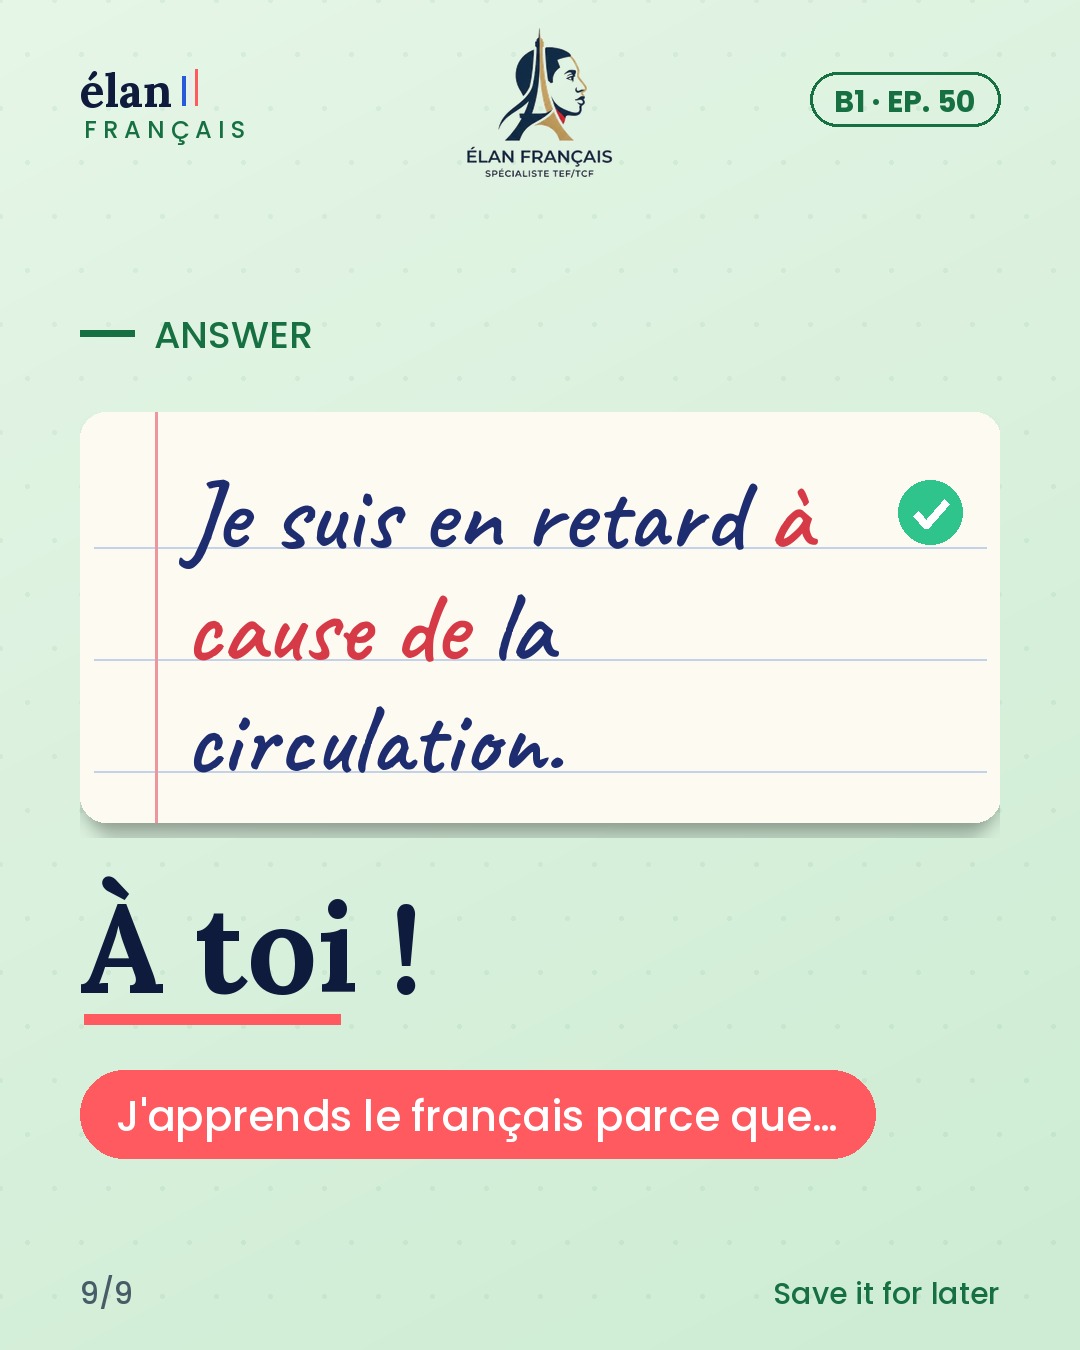 élan
FRANÇAIS
ÉLAN FRANÇAIS
SPÉCIALISTE TEF/TCF
B1 · EP. 50
ANSWER
Je suis en retard à
cause de la
circulation.
À toi !
J'apprends le français parce que...
9/9
Save it for later